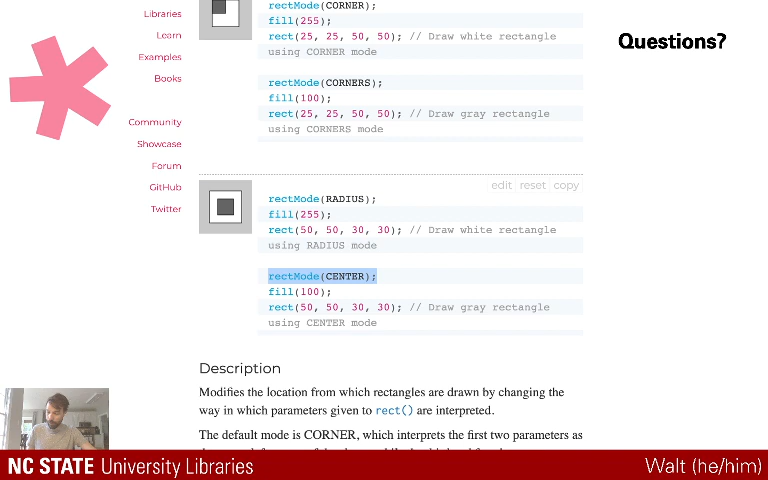 Libraries
Learn
Examples
Books
Community
Showcase
Forum
GitHub
Twitter
rectMode(CORNER);
fill(255);
rect(25, 25, 50, 50); // Draw white rectangle
using CORNER mode
rectMode(CORNERS);
fill(100);
rect(25, 25, 50, 50); // Draw gray rectangle
using CORNERS mode
edit reset copy
rectMode(RADIUS);
fill(255);
rect(50, 50, 30, 30); // Draw white rectangle
using RADIUS mode
rectMode(CENTER);
fill(100);
rect(50, 50, 30, 30); // Draw gray rectangle
using CENTER mode
Description
Modifies the location from which rectangles are drawn by changing the
way in which parameters given to rect() are interpreted.
The default mode is CORNER, which interprets the first two parameters as
Questions?
NC STATE University Libraries
Walt (he/him)